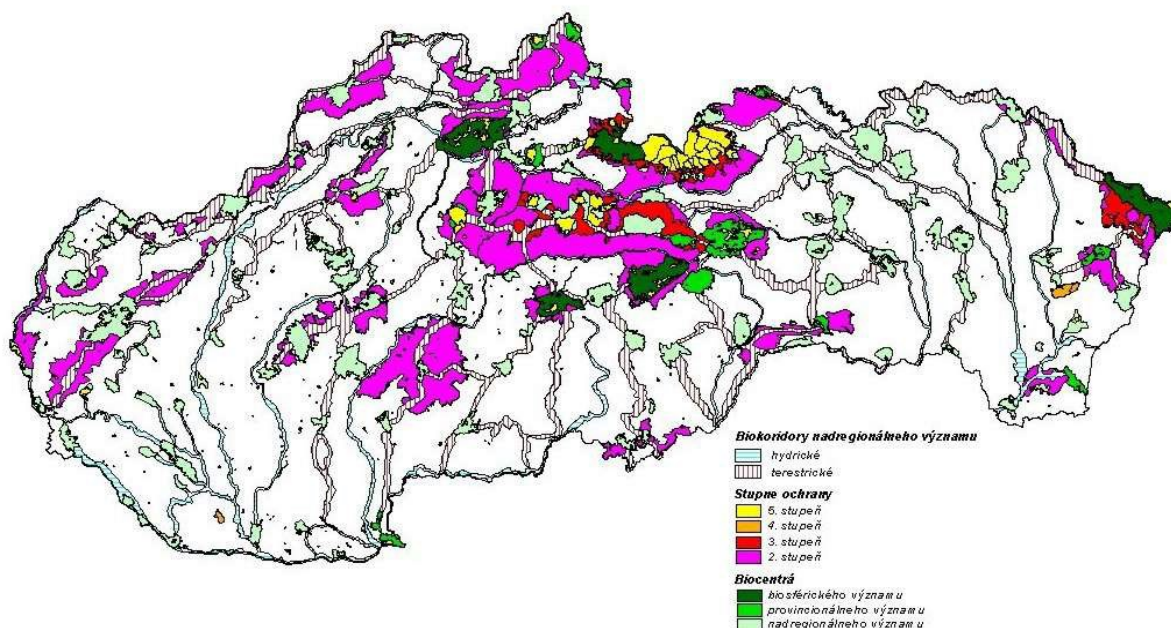 Biokoridory nadregionálneho významu
hydrické
terestrické
Stupne ochrany
5. stupeň
4. stupeň
3. stupeň
2. stupeň
Biocentrá
biosférického významu
provincionálneho významu
nadregionálneho významu